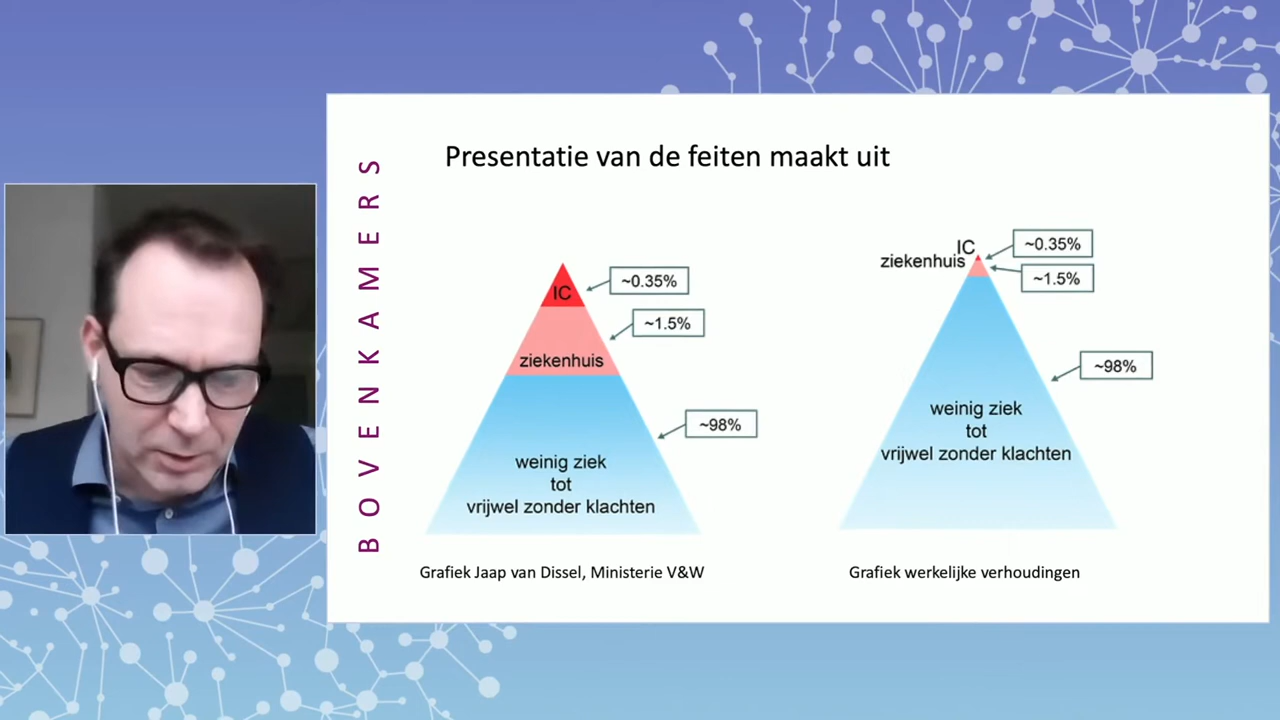 BOVENKAMERS
Presentatie van de feiten maakt uit
IC
~0.35%
~1.5%
ziekenhuis
~98%
weinig ziek
tot
vrijwel zonder klachten
Grafiek Jaap van Dissel, Ministerie V&W
IC
~0.35%
ziekenhuis
~1.5%
~98%
weinig ziek
tot
vrijwel zonder klachten
Grafiek werkelijke verhoudingen